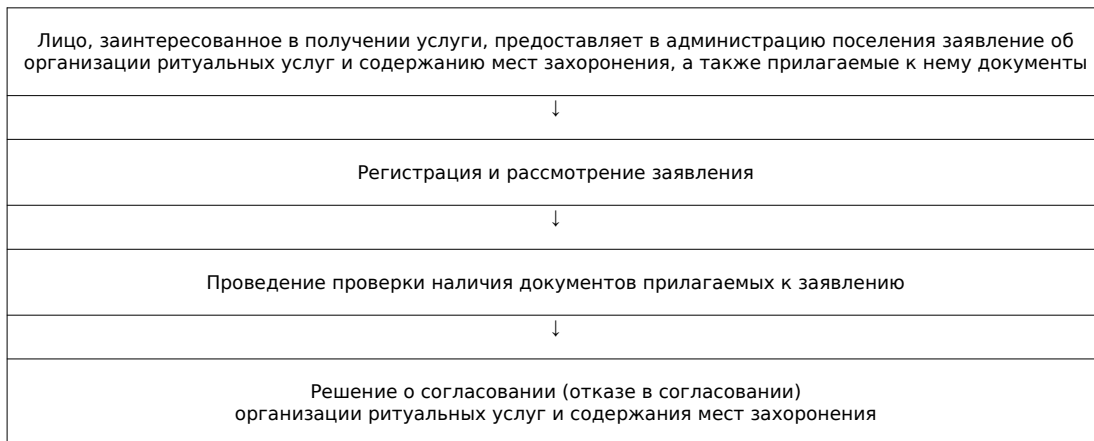 Лицо, заинтересованное в получении услуги, предоставляет в администрацию поселения заявление об
организации ритуальных услуг и содержанию мест захоронения, а также прилагаемые к нему документы
↓
Регистрация и рассмотрение заявления
↓
Проведение проверки наличия документов прилагаемых к заявлению
↓
Решение о согласовании (отказе в согласовании)
организации ритуальных услуг и содержания мест захоронения